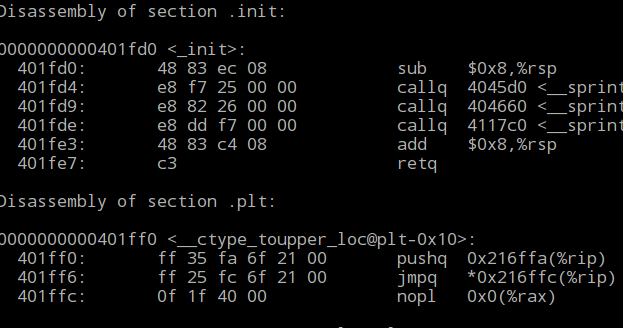 Disassembly of section .init:
0000000000401fd0 <_init>:
401fd0: 48 83 ec 08 sub $0x8,%rsp
401fd4: e8 f7 25 00 00 callq 4045d0 <__sprint
401fd9: e8 82 26 00 00 callq 404660 <__sprint
401fde: e8 dd f7 00 00 callq 4117c0 <__sprint
401fe3: 48 83 c4 08 add $0x8,%rsp
401fe7: c3 retq
Disassembly of section .plt:
0000000000401ff0 <__ctype_toupper_loc@plt-0x10>:
401ff0: ff 35 fa 6f 21 00 pushq 0x216ffa(%rip)
401ff6: ff 25 fc 6f 21 00 jmpq *0x216ffc(%rip)
401ffc: 0f 1f 40 00 nopl 0x0(%rax)